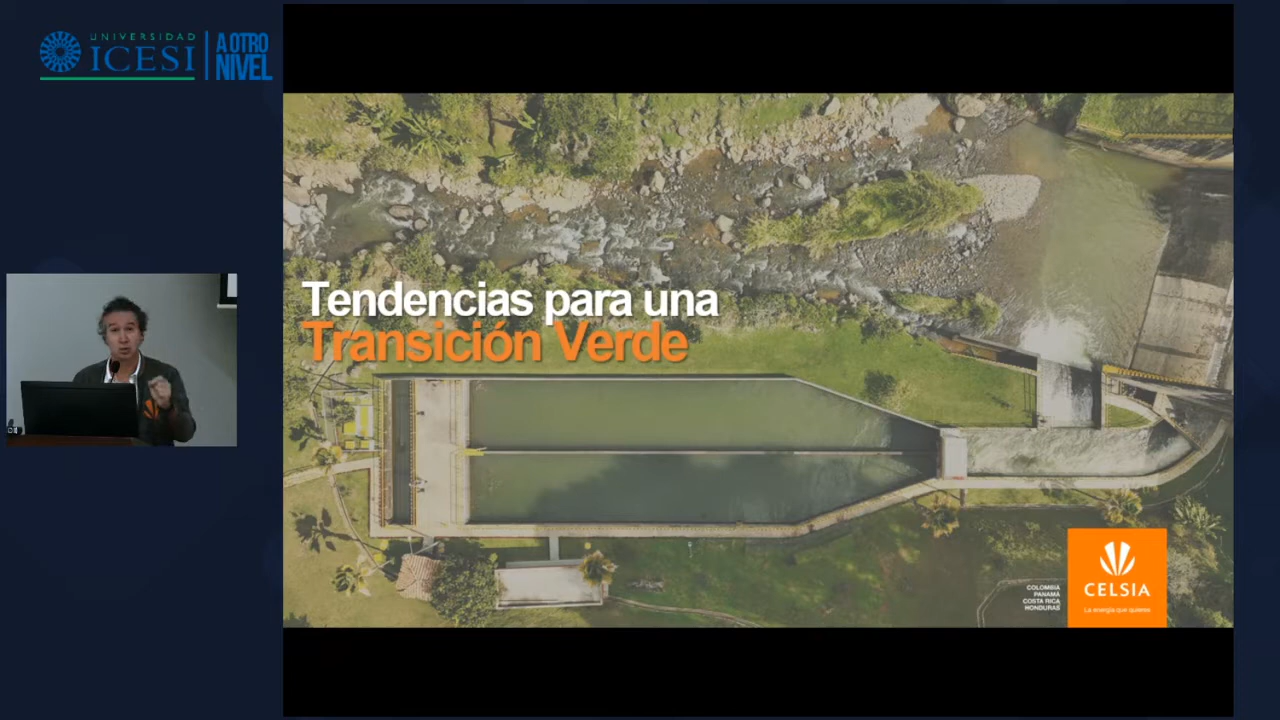 UNIVERSIDAD
ICESI
A OTRO
NIVEL
Tendencias para una
Transición Verde
COLOMBIA
PANAMÁ
COSTA RICA
HONDURAS
CELSIA
La energía que quieres